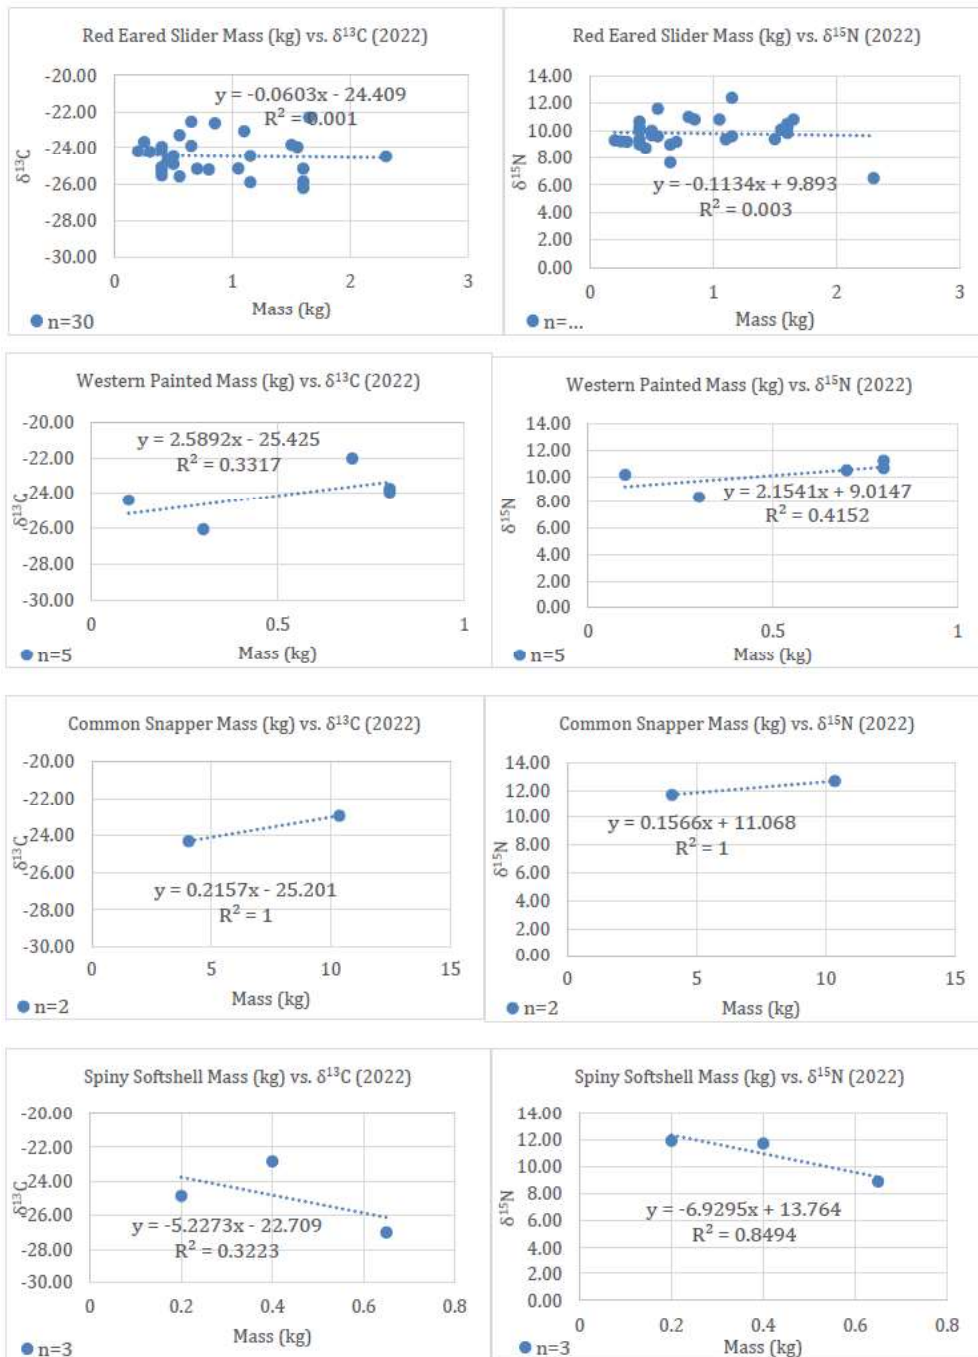 Red Eared Slider Mass (kg) vs. δ¹³C (2022)
-20.00
-22.00
-24.00
-26.00
-28.00
-30.00
δ¹³C
y = -0.0603x - 24.409
R² = 0.001
0 1 2 3
Mass (kg)
n=30
Red Eared Slider Mass (kg) vs. δ¹⁵N (2022)
14.00
12.00
10.00
8.00
6.00
4.00
2.00
0.00
δ¹⁵N
y = -0.1134x + 9.893
R² = 0.003
0 1 2 3
Mass (kg)
n=...
Western Painted Mass (kg) vs. δ¹³C (2022)
-20.00
-22.00
-24.00
-26.00
-28.00
-30.00
δ¹³C
y = 2.5892x - 25.425
R² = 0.3317
0 0.5 1
Mass (kg)
n=5
Western Painted Mass (kg) vs. δ¹⁵N (2022)
14.00
12.00
10.00
8.00
6.00
4.00
2.00
0.00
δ¹⁵N
y = 2.1541x + 9.0147
R² = 0.4152
0 0.5 1
Mass (kg)
n=5
Common Snapper Mass (kg) vs. δ¹³C (2022)
-20.00
-22.00
-24.00
-26.00
-28.00
-30.00
δ¹³C
y = 0.2157x - 25.201
R² = 1
0 5 10 15
Mass (kg)
n=2
Common Snapper Mass (kg) vs. δ¹⁵N (2022)
14.00
12.00
10.00
8.00
6.00
4.00
2.00
0.00
δ¹⁵N
y = 0.1566x + 11.068
R² = 1
0 5 10 15
Mass (kg)
n=2
Spiny Softshell Mass (kg) vs. δ¹³C (2022)
-20.00
-22.00
-24.00
-26.00
-28.00
-30.00
δ¹³C
y = -5.2273x - 22.709
R² = 0.3223
0 0.2 0.4 0.6 0.8
Mass (kg)
n=3
Spiny Softshell Mass (kg) vs. δ¹⁵N (2022)
14.00
12.00
10.00
8.00
6.00
4.00
2.00
0.00
δ¹⁵N
y = -6.9295x + 13.764
R² = 0.8494
0 0.2 0.4 0.6 0.8
Mass (kg)
n=3